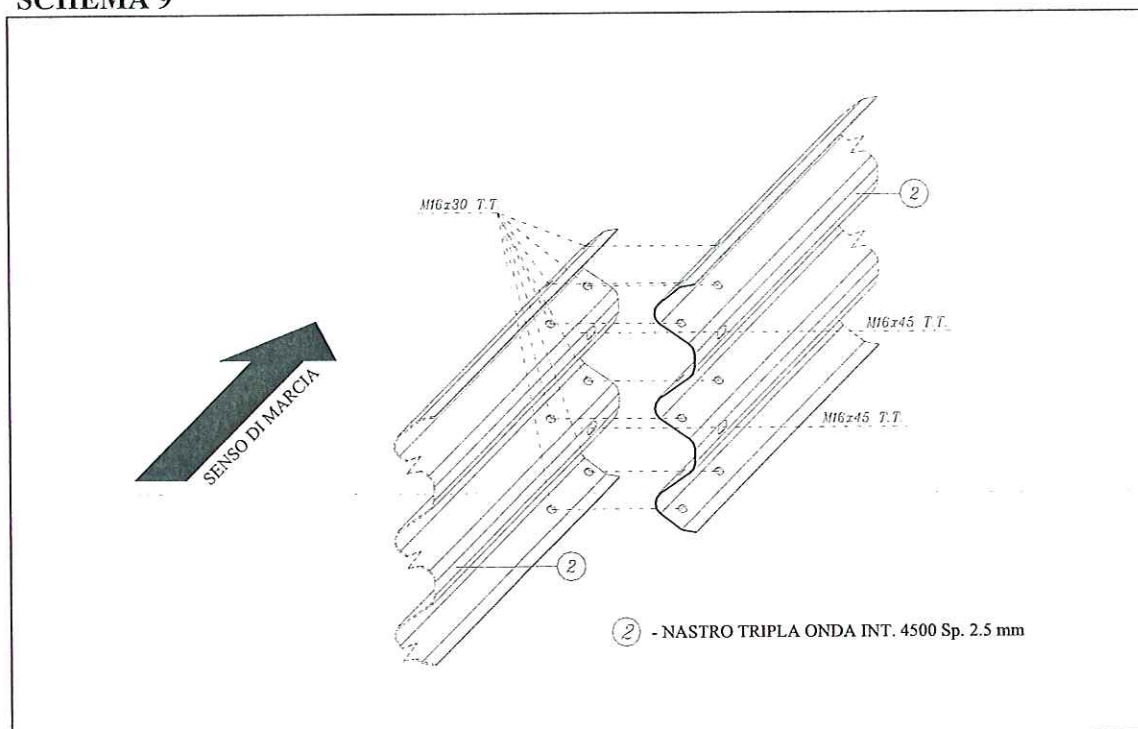 SCHEMA 9
M16x30 T.T.
2
M16x45 T.T.
M16x45 T.T.
SENSO DI MARCIA
2
2 - NASTRO TRIPLA ONDA INT. 4500 Sp. 2.5 mm